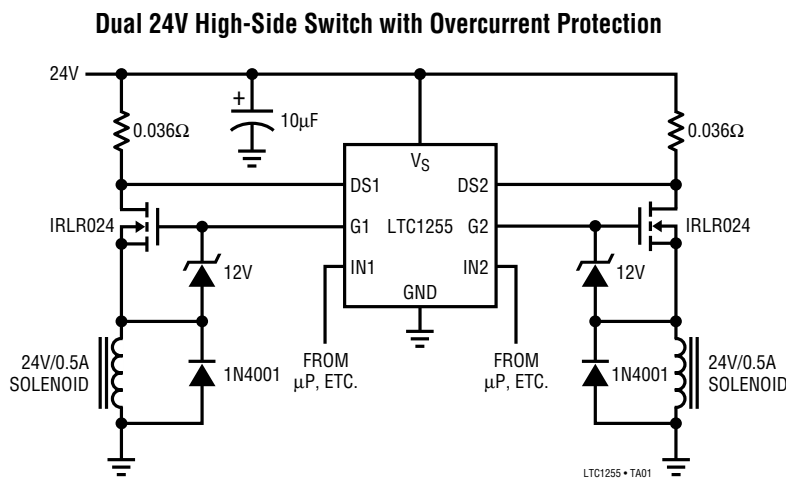 Dual 24V High-Side Switch with Overcurrent Protection
24V
+
10μF
0.036Ω
0.036Ω
VS
DS1
DS2
IRLR024
G1
LTC1255
G2
IRLR024
12V
IN1
IN2
12V
GND
24V/0.5A
SOLENOID
1N4001
FROM
μP, ETC.
FROM
μP, ETC.
1N4001
24V/0.5A
SOLENOID
LTC1255 • TA01